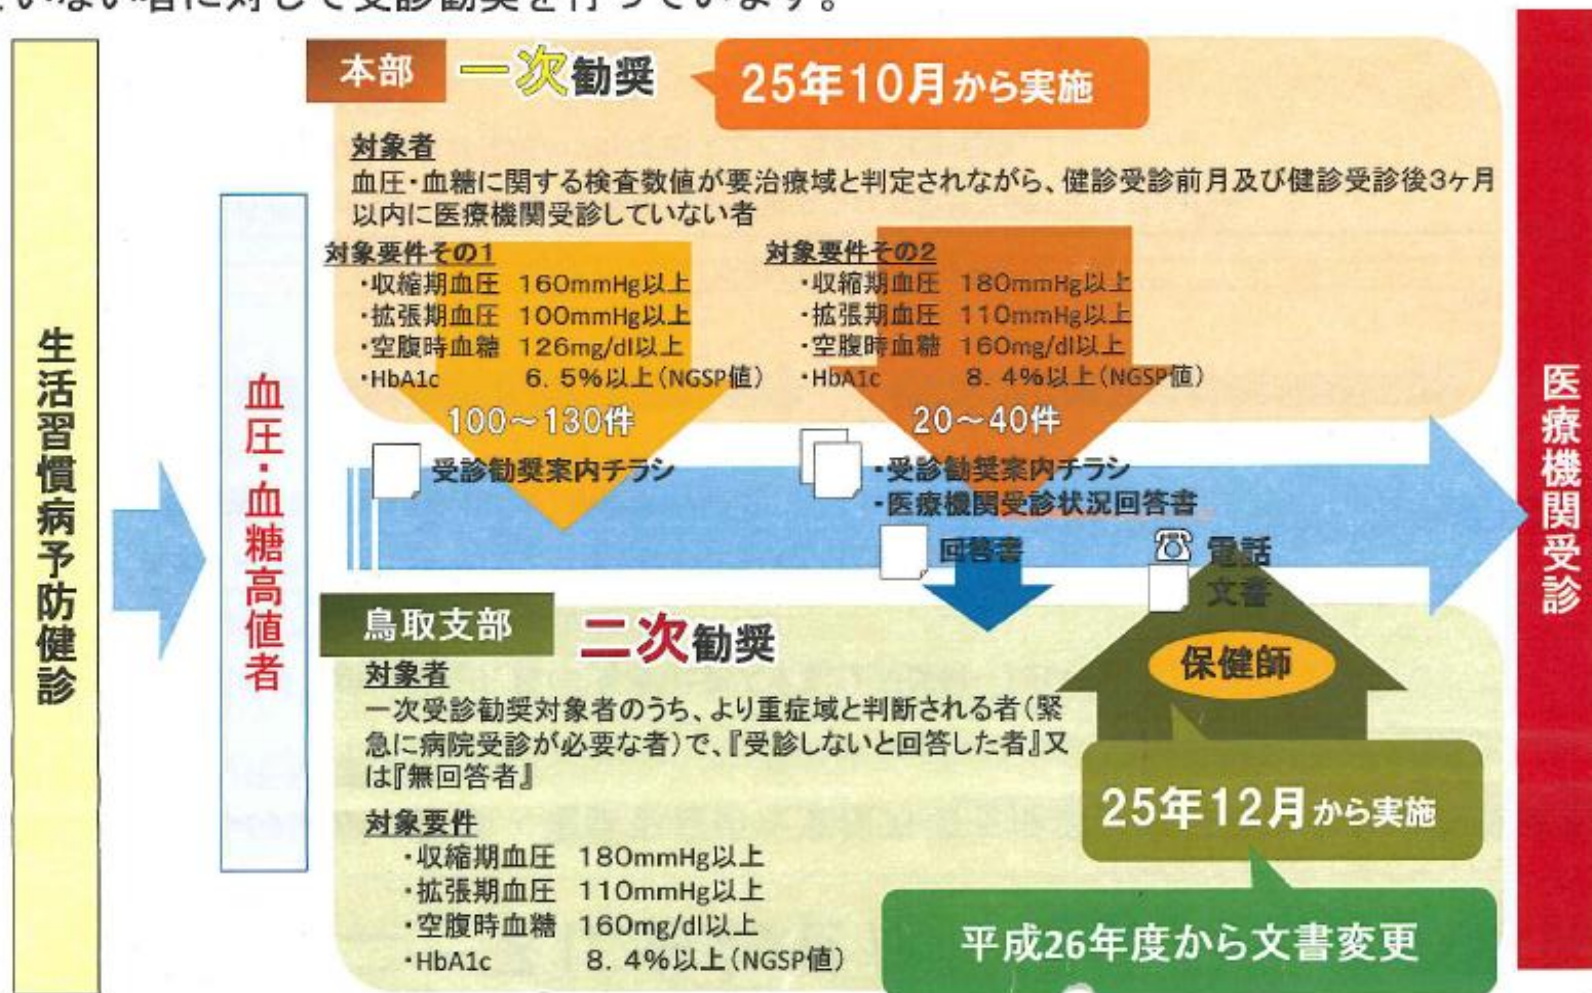 ていない者に対して受診勧奨を行っています。
生活習慣病予防健診
血圧・血糖高値者
本部 一次勧奨
25年10月から実施
対象者
血圧・血糖に関する検査数値が要治療域と判定されながら、健診受診前月及び健診受診後3ヶ月
以内に医療機関受診していない者
対象要件その1
・収縮期血圧 160mmHg以上
・拡張期血圧 100mmHg以上
・空腹時血糖 126mg/dl以上
・HbA1c 6.5%以上(NGSP値)
100～130件
受診勧奨案内チラシ
対象要件その2
・収縮期血圧 180mmHg以上
・拡張期血圧 110mmHg以上
・空腹時血糖 160mg/dl以上
・HbA1c 8.4%以上(NGSP値)
20～40件
・受診勧奨案内チラシ
・医療機関受診状況回答書
回答書
電話
文書
保健師
鳥取支部 二次勧奨
対象者
一次受診勧奨対象者のうち、より重症域と判断される者(緊
急に病院受診が必要な者)で、『受診しないと回答した者』又
は『無回答者』
対象要件
・収縮期血圧 180mmHg以上
・拡張期血圧 110mmHg以上
・空腹時血糖 160mg/dl以上
・HbA1c 8.4%以上(NGSP値)
25年12月から実施
平成26年度から文書変更
医療機関受診